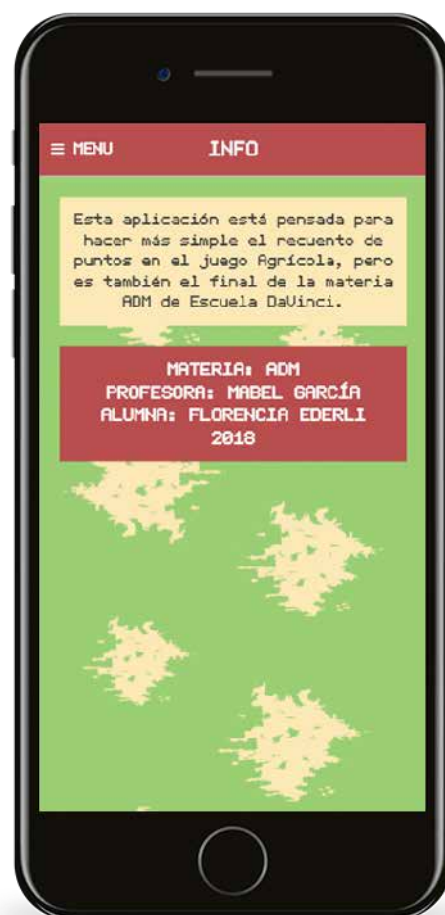 ≡ MENU INFO
Esta aplicación está pensada para
hacer más simple el recuento de
puntos en el juego Agrícola, pero
es también el final de la materia
ADM de Escuela DaVinci.
MATERIA: ADM
PROFESORA: MABEL GARCÍA
ALUMNA: FLORENCIA EDERLI
2018